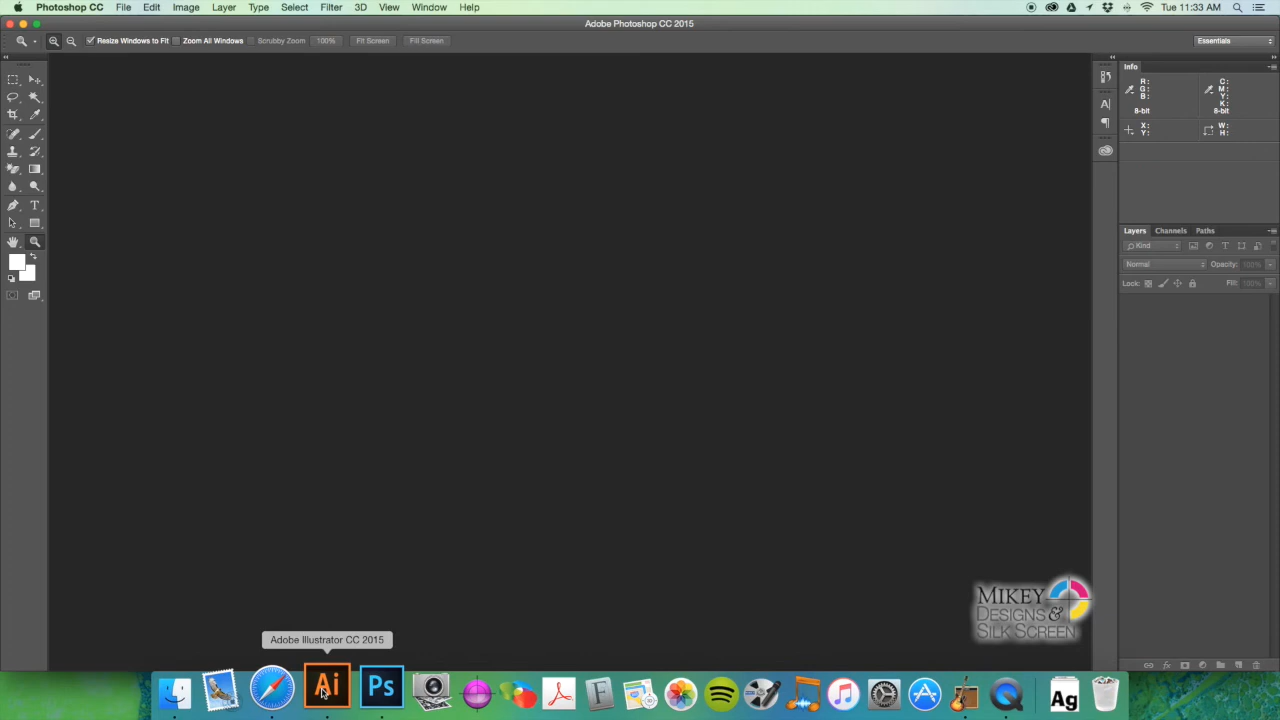 Photoshop CC File Edit Image Layer Type Select Filter 3D View Window Help Tue 11:33 AM
Adobe Photoshop CC 2015
Resize Windows to Fit Zoom All Windows Scrubby Zoom 100% Fit Screen Fill Screen Essentials
Info
R: C:
G: M:
B: Y:
K:
8-bit 8-bit
X: W:
Y: H:
Layers Channels Paths
Kind
Normal Opacity: 100%
Lock: Fill: 100%
MIKEY
DESIGNS &
SILK SCREEN
Adobe Illustrator CC 2015
Ai Ps F Ag